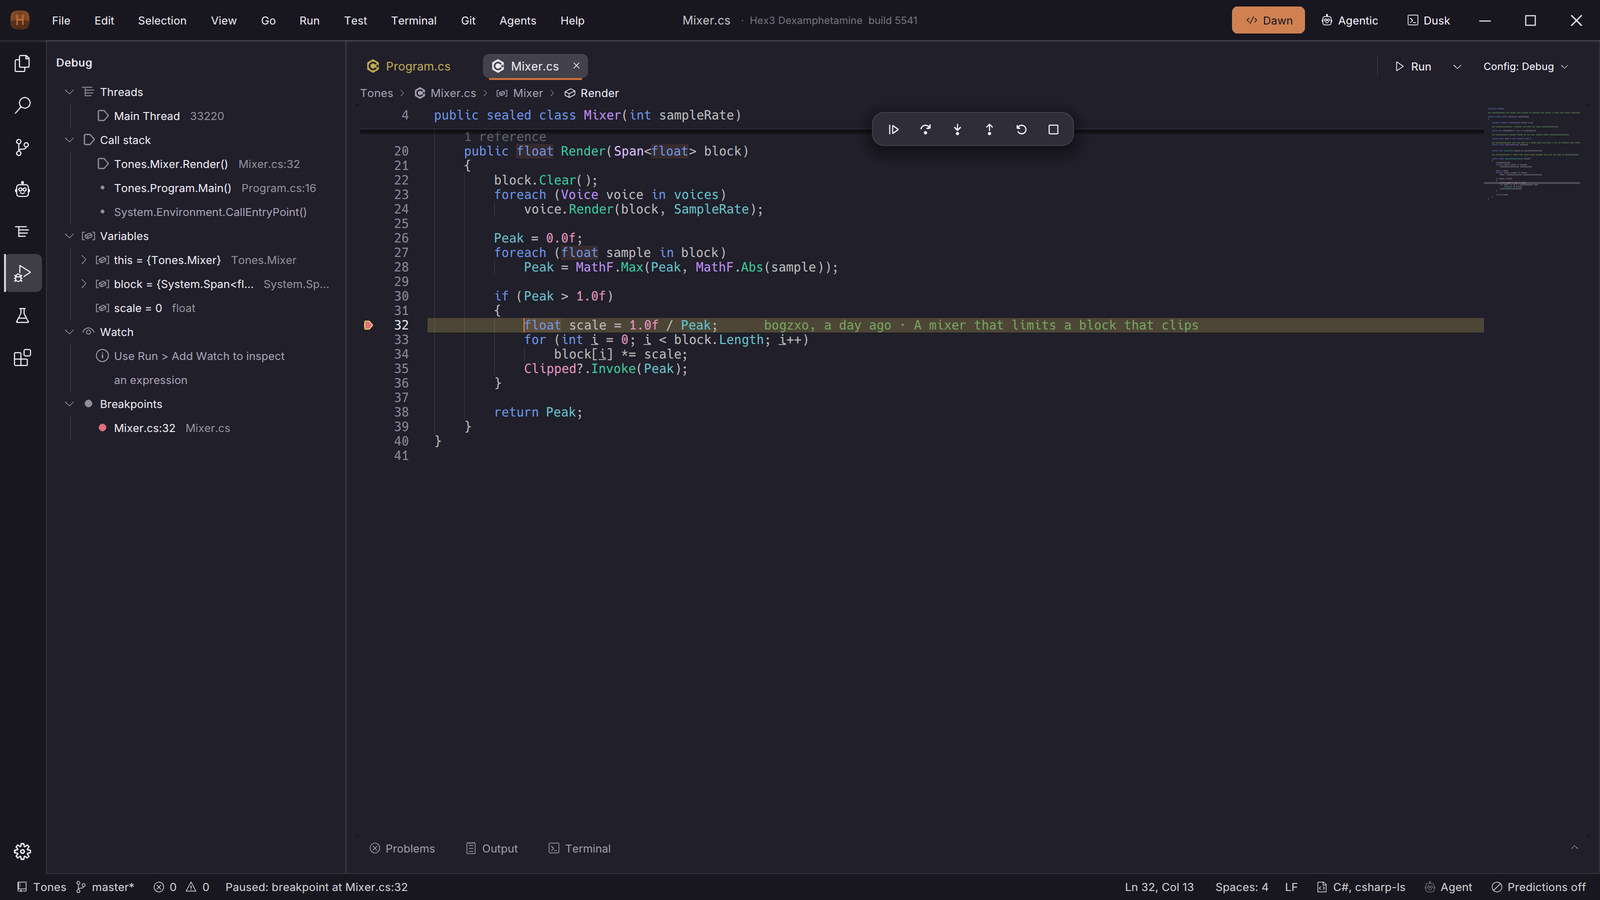 H File Edit Selection View Go Run Test Terminal Git Agents Help Mixer.cs · Hex3 Dexamphetamine build 5541 Dawn Agentic Dusk
Debug
Threads
Main Thread 33220
Call stack
Tones.Mixer.Render() Mixer.cs:32
Tones.Program.Main() Program.cs:16
System.Environment.CallEntryPoint()
Variables
this = {Tones.Mixer} Tones.Mixer
block = {System.Span<fl... System.Sp...
scale = 0 float
Watch
Use Run > Add Watch to inspect
an expression
Breakpoints
Mixer.cs:32 Mixer.cs
Program.cs Mixer.cs Run Config: Debug
Tones Mixer.cs Mixer Render
4 public sealed class Mixer(int sampleRate)
1 reference
20 public float Render(Span<float> block)
21 {
22 block.Clear();
23 foreach (Voice voice in voices)
24 voice.Render(block, SampleRate);
25
26 Peak = 0.0f;
27 foreach (float sample in block)
28 Peak = MathF.Max(Peak, MathF.Abs(sample));
29
30 if (Peak > 1.0f)
31 {
32 float scale = 1.0f / Peak; bogzxo, a day ago · A mixer that limits a block that clips
33 for (int i = 0; i < block.Length; i++)
34 block[i] *= scale;
35 Clipped?.Invoke(Peak);
36 }
37
38 return Peak;
39 }
40 }
41
Problems Output Terminal
Tones master* 0 0 Paused: breakpoint at Mixer.cs:32 Ln 32, Col 13 Spaces: 4 LF C#, csharp-ls Agent Predictions off